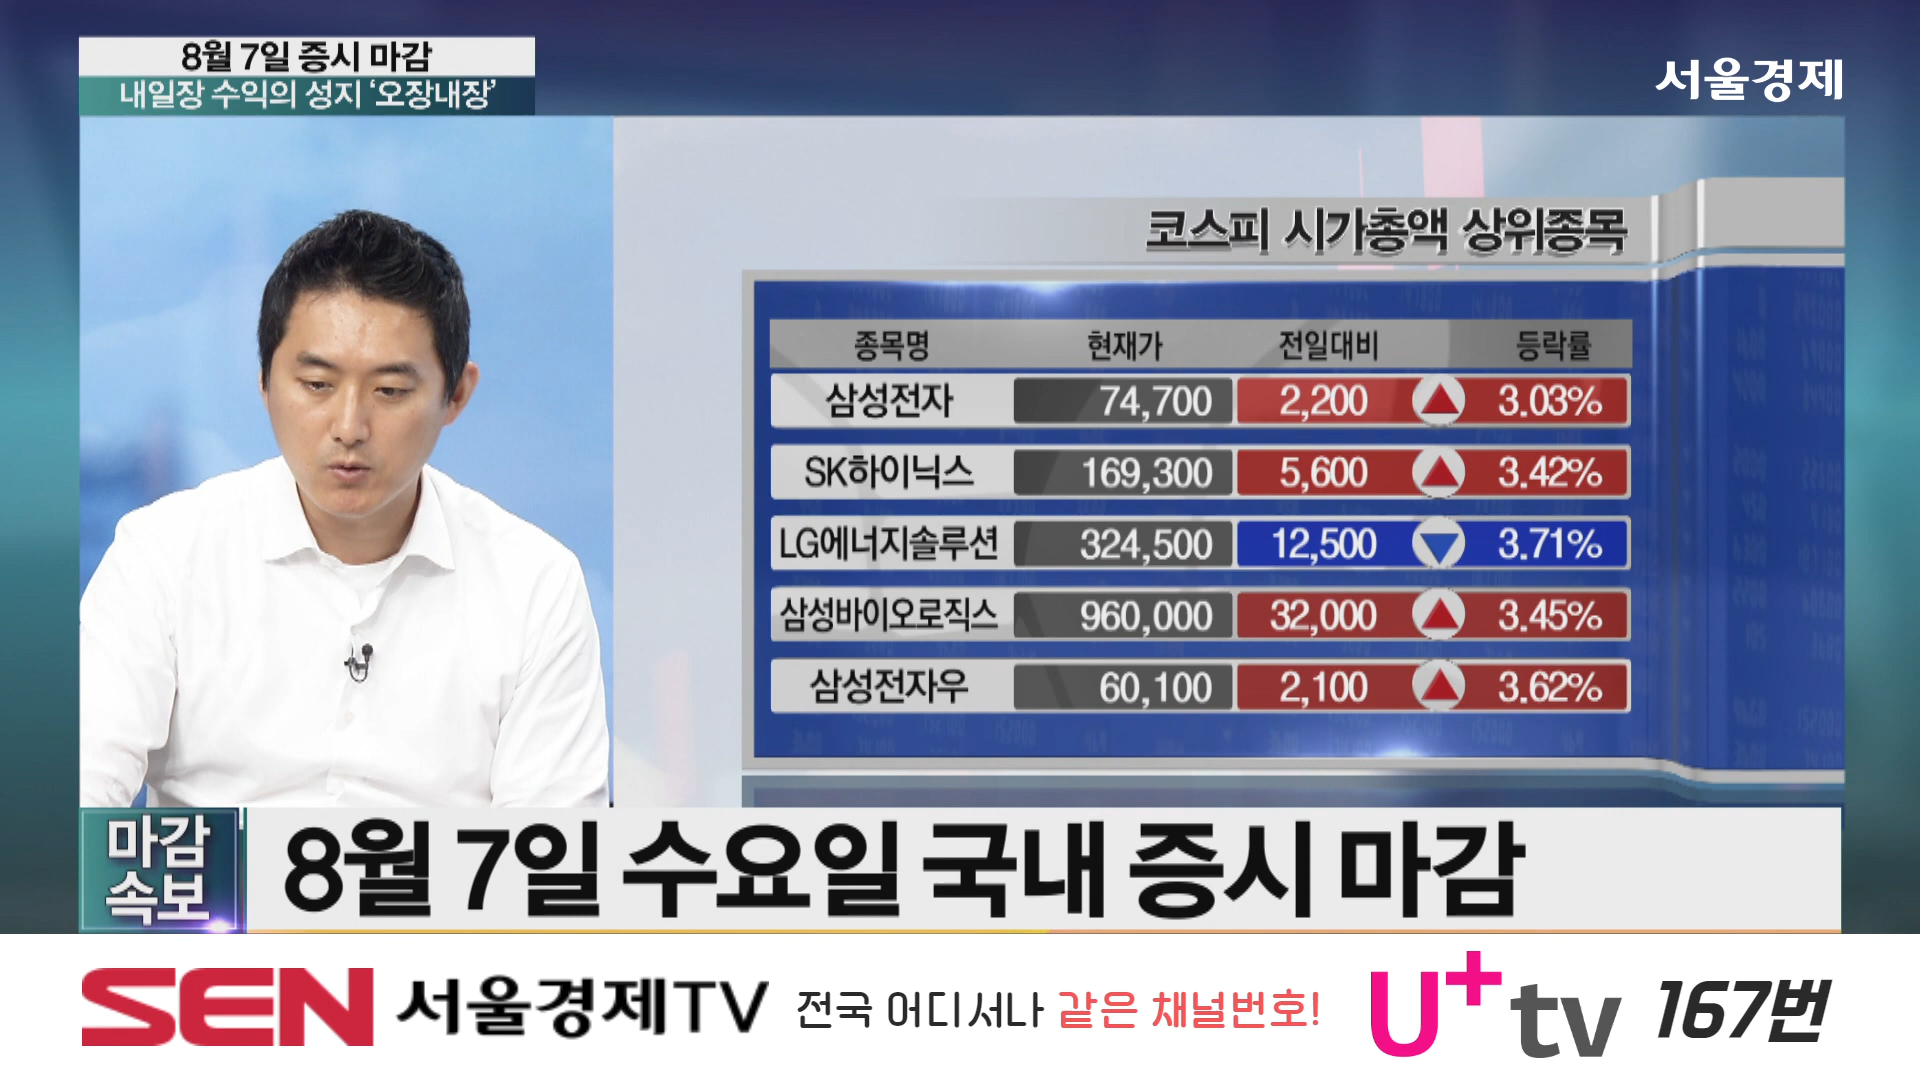 8월 7일 증시 마감
내일장 수익의 성지 ‘오장내장’
서울경제
코스피 시가총액 상위종목
종목명 현재가 전일대비 등락률
삼성전자 74,700 2,200 ▲ 3.03%
SK하이닉스 169,300 5,600 ▲ 3.42%
LG에너지솔루션 324,500 12,500 ▼ 3.71%
삼성바이오로직스 960,000 32,000 ▲ 3.45%
삼성전자우 60,100 2,100 ▲ 3.62%
마감
속보
8월 7일 수요일 국내 증시 마감
SEN 서울경제TV 전국 어디서나 같은 채널번호! U+tv 167번